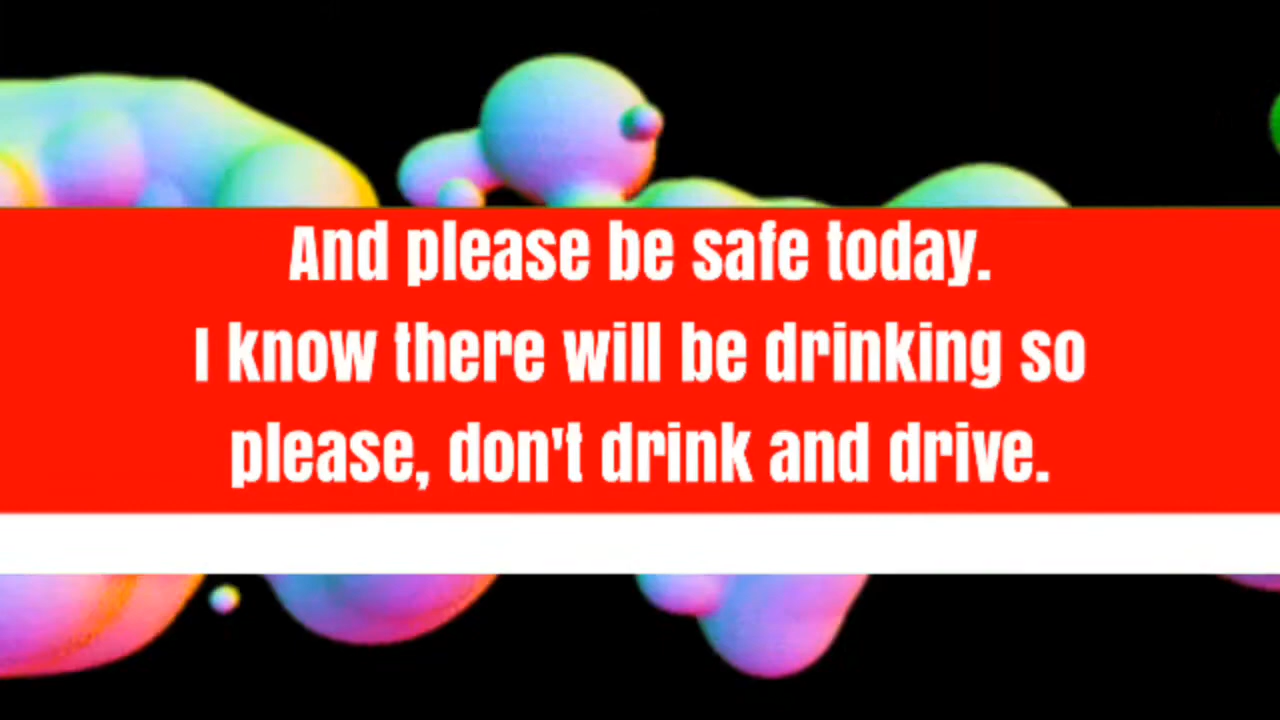 And please be safe today.
I know there will be drinking so
please, don't drink and drive.